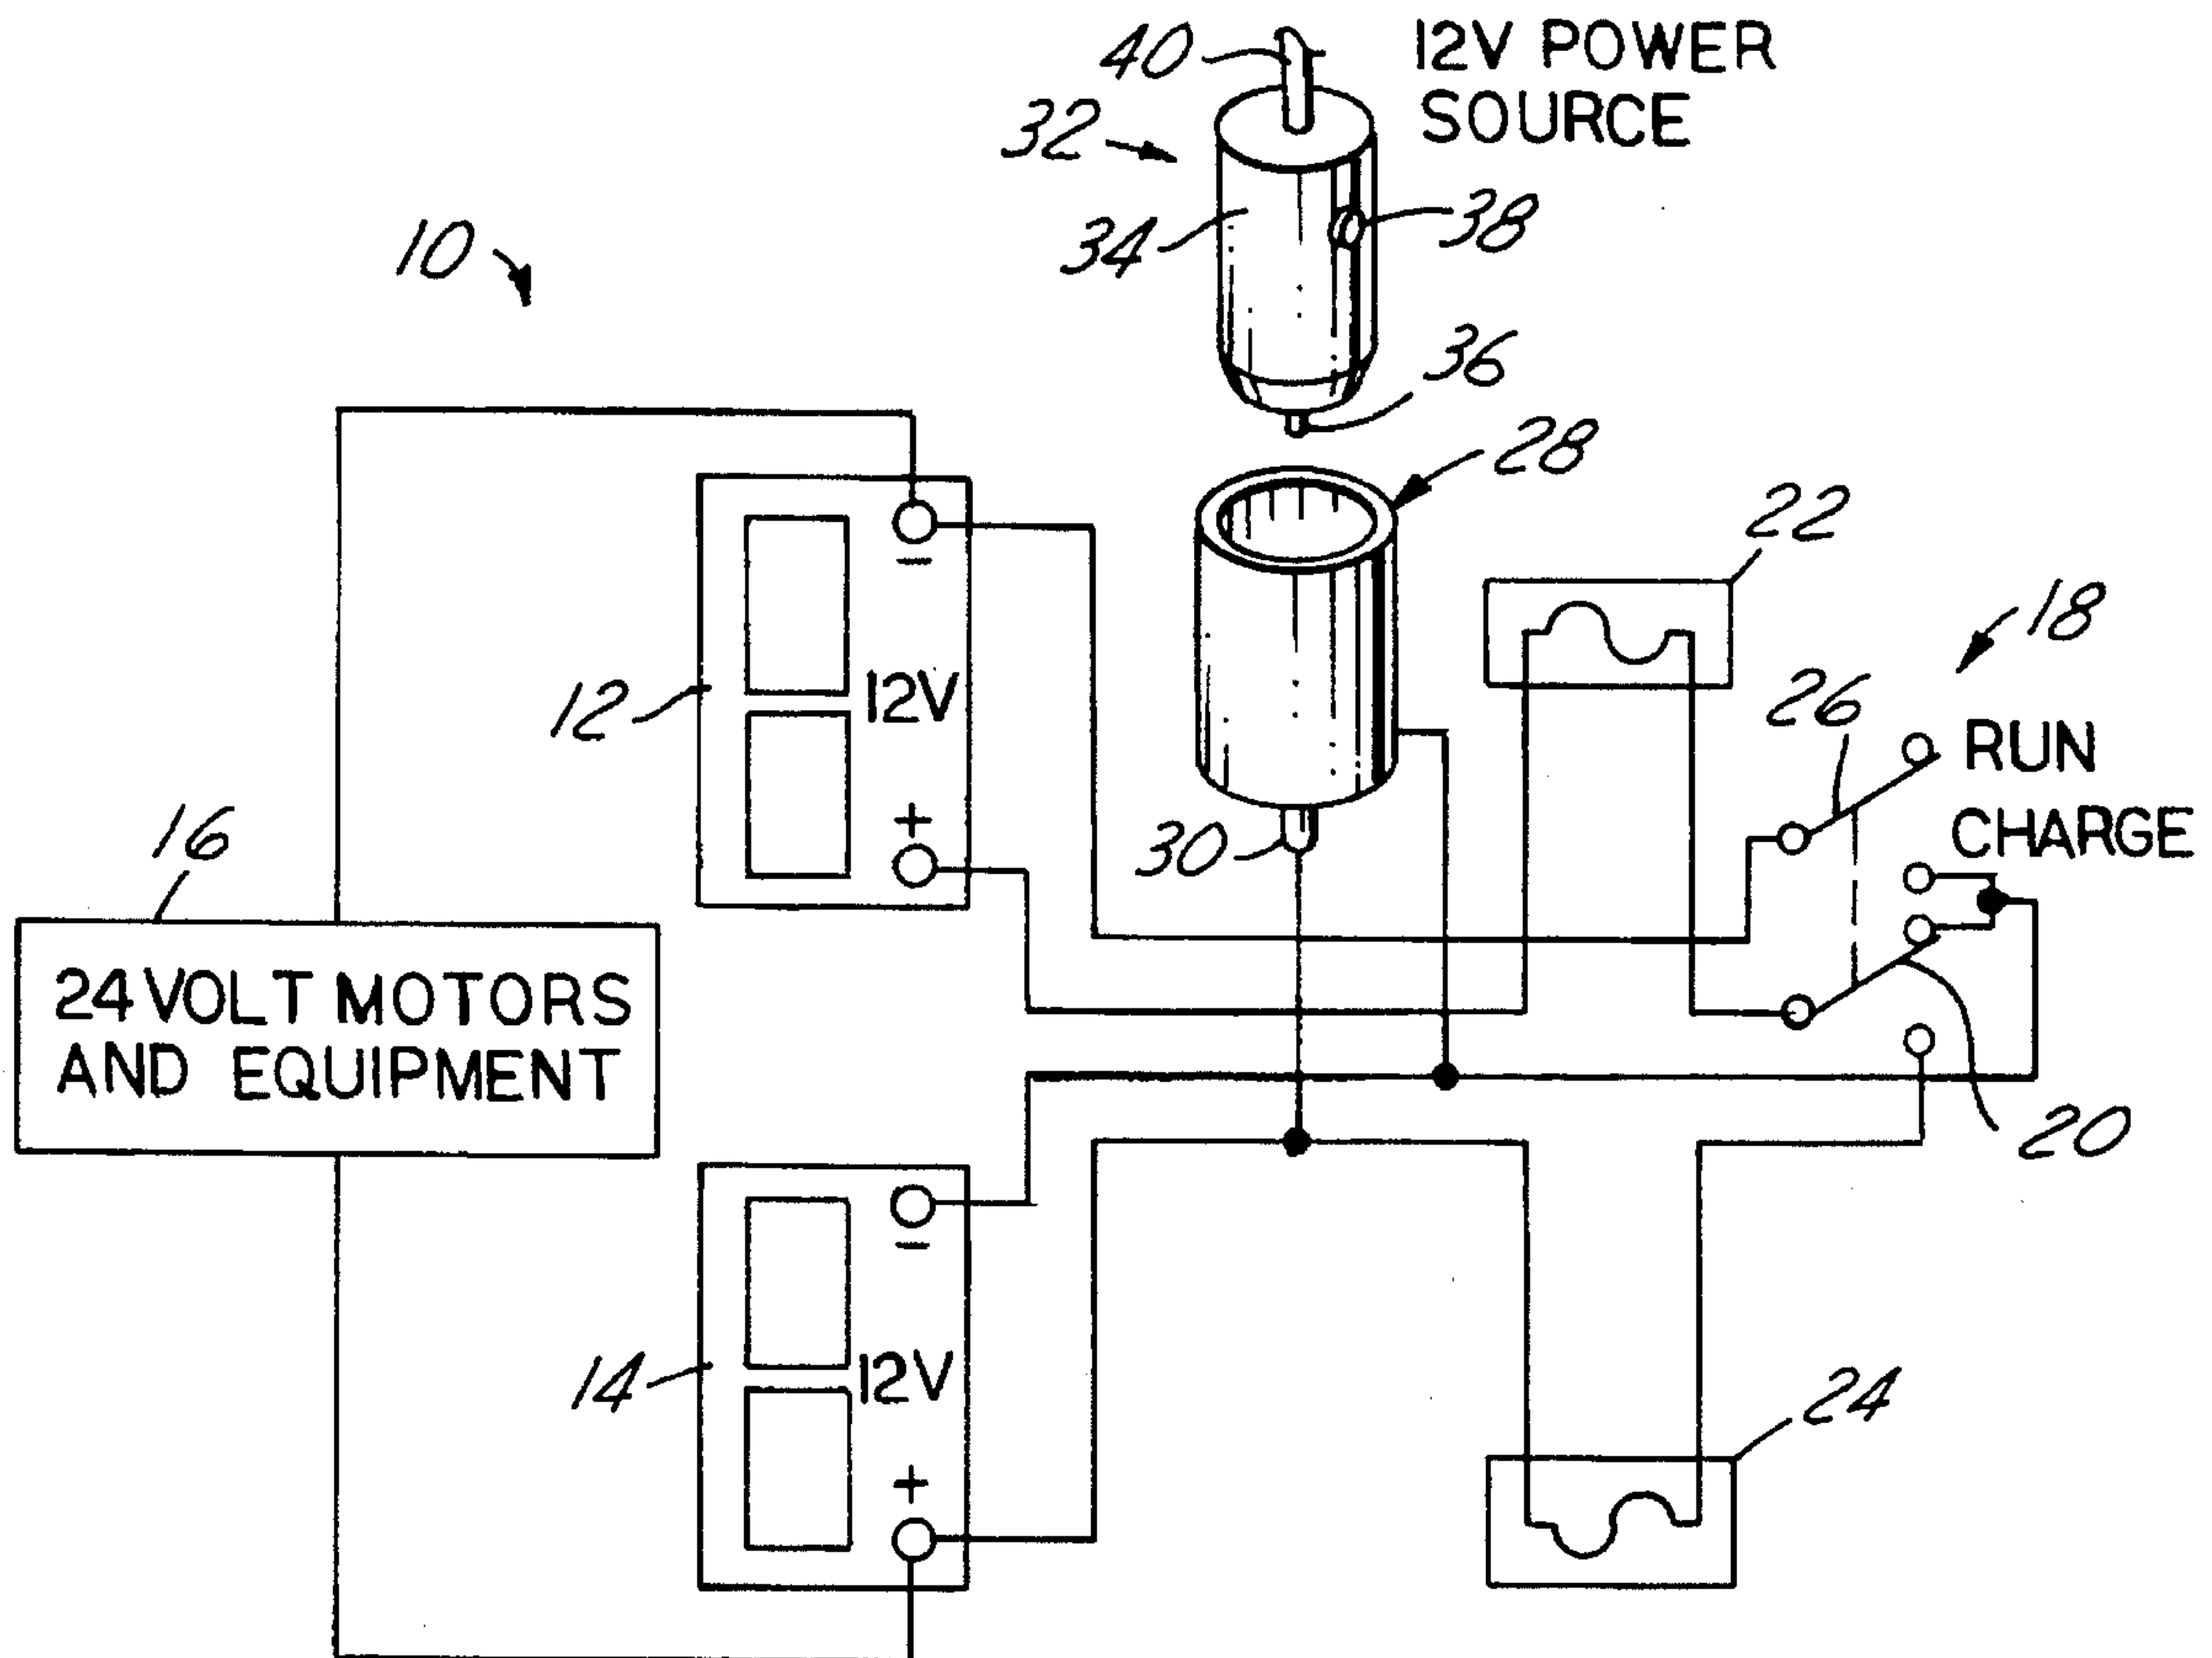 40
12V POWER
SOURCE
32
34
38
10
36
28
22
18
26
RUN
CHARGE
12
12V
−
+
30
16
24 VOLT MOTORS
AND EQUIPMENT
20
14
12V
−
+
24